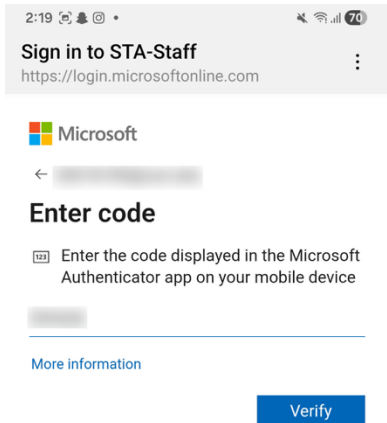 2:19
70
Sign in to STA-Staff
https://login.microsoftonline.com
Microsoft
Enter code
123 Enter the code displayed in the Microsoft
Authenticator app on your mobile device
More information
Verify